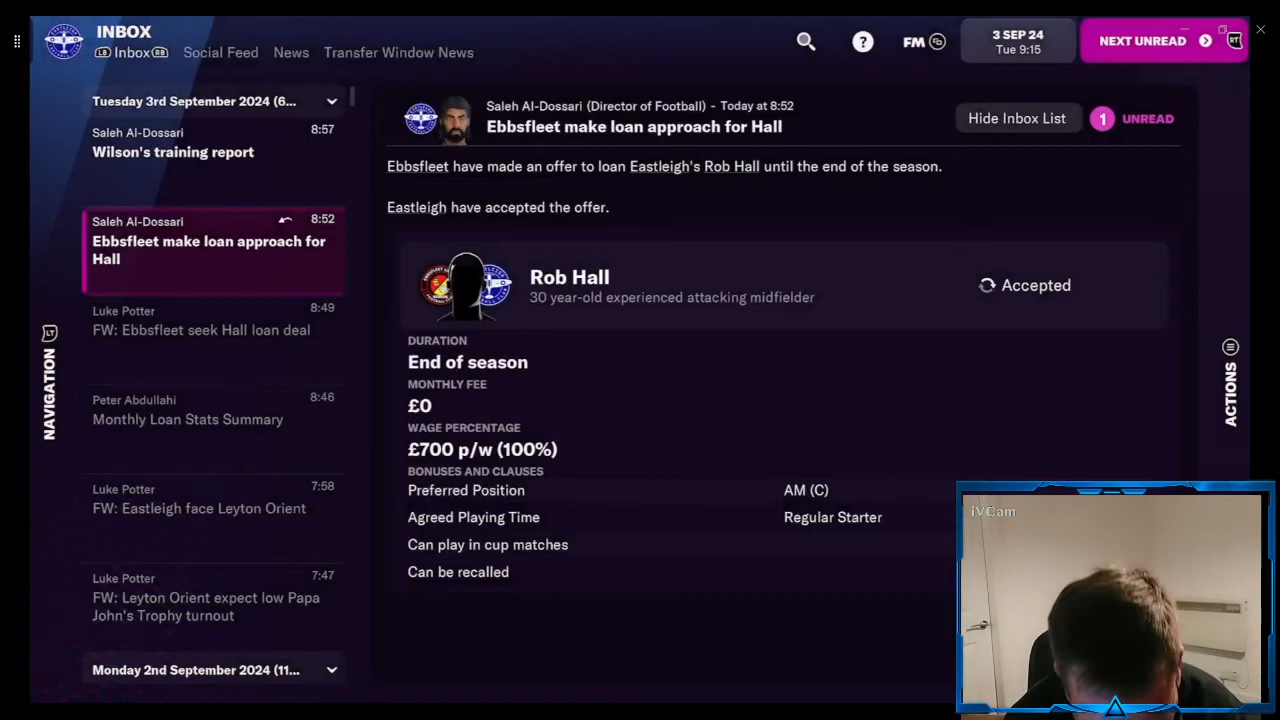 INBOX
LB Inbox RB
Social Feed
News
Transfer Window News
?
FM
3 SEP 24
Tue 9:15
NEXT UNREAD
RT
Tuesday 3rd September 2024 (6...
Saleh Al-Dossari
8:57
Wilson's training report
Saleh Al-Dossari
8:52
Ebbsfleet make loan approach for
Hall
Luke Potter
8:49
FW: Ebbsfleet seek Hall loan deal
Peter Abdullahi
8:46
Monthly Loan Stats Summary
Luke Potter
7:58
FW: Eastleigh face Leyton Orient
Luke Potter
7:47
FW: Leyton Orient expect low Papa
John's Trophy turnout
Monday 2nd September 2024 (11...
LT
NAVIGATION
Saleh Al-Dossari (Director of Football) - Today at 8:52
Ebbsfleet make loan approach for Hall
Hide Inbox List
1 UNREAD
Ebbsfleet have made an offer to loan Eastleigh's Rob Hall until the end of the season.
Eastleigh have accepted the offer.
Rob Hall
30 year-old experienced attacking midfielder
Accepted
DURATION
End of season
MONTHLY FEE
£0
WAGE PERCENTAGE
£700 p/w (100%)
BONUSES AND CLAUSES
Preferred Position
AM (C)
Agreed Playing Time
Regular Starter
Can play in cup matches
Can be recalled
ACTIONS
iVCam